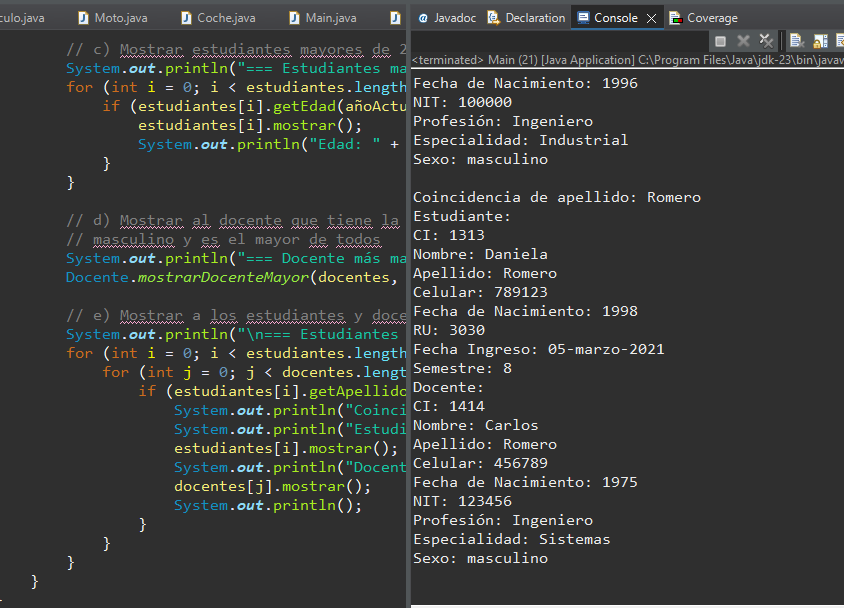 culo.java Moto.java Coche.java Main.java
// c) Mostrar estudiantes mayores de 2
System.out.println("=== Estudiantes ma
for (int i = 0; i < estudiantes.length
if (estudiantes[i].getEdad(añoActu
estudiantes[i].mostrar();
System.out.println("Edad: " +
}
}
// d) Mostrar al docente que tiene la
// masculino y es el mayor de todos
System.out.println("=== Docente más ma
Docente.mostrarDocenteMayor(docentes,
// e) Mostrar a los estudiantes y doce
System.out.println("\n=== Estudiantes
for (int i = 0; i < estudiantes.length
for (int j = 0; j < docentes.lengt
if (estudiantes[i].getApellido
System.out.println("Coinci
System.out.println("Estudi
estudiantes[i].mostrar();
System.out.println("Docent
docentes[j].mostrar();
System.out.println();
}
}
}
}
@ Javadoc Declaration Console Coverage
<terminated> Main (21) [Java Application] C:\Program Files\Java\jdk-23\bin\javaw
Fecha de Nacimiento: 1996
NIT: 100000
Profesión: Ingeniero
Especialidad: Industrial
Sexo: masculino
Coincidencia de apellido: Romero
Estudiante:
CI: 1313
Nombre: Daniela
Apellido: Romero
Celular: 789123
Fecha de Nacimiento: 1998
RU: 3030
Fecha Ingreso: 05-marzo-2021
Semestre: 8
Docente:
CI: 1414
Nombre: Carlos
Apellido: Romero
Celular: 456789
Fecha de Nacimiento: 1975
NIT: 123456
Profesión: Ingeniero
Especialidad: Sistemas
Sexo: masculino